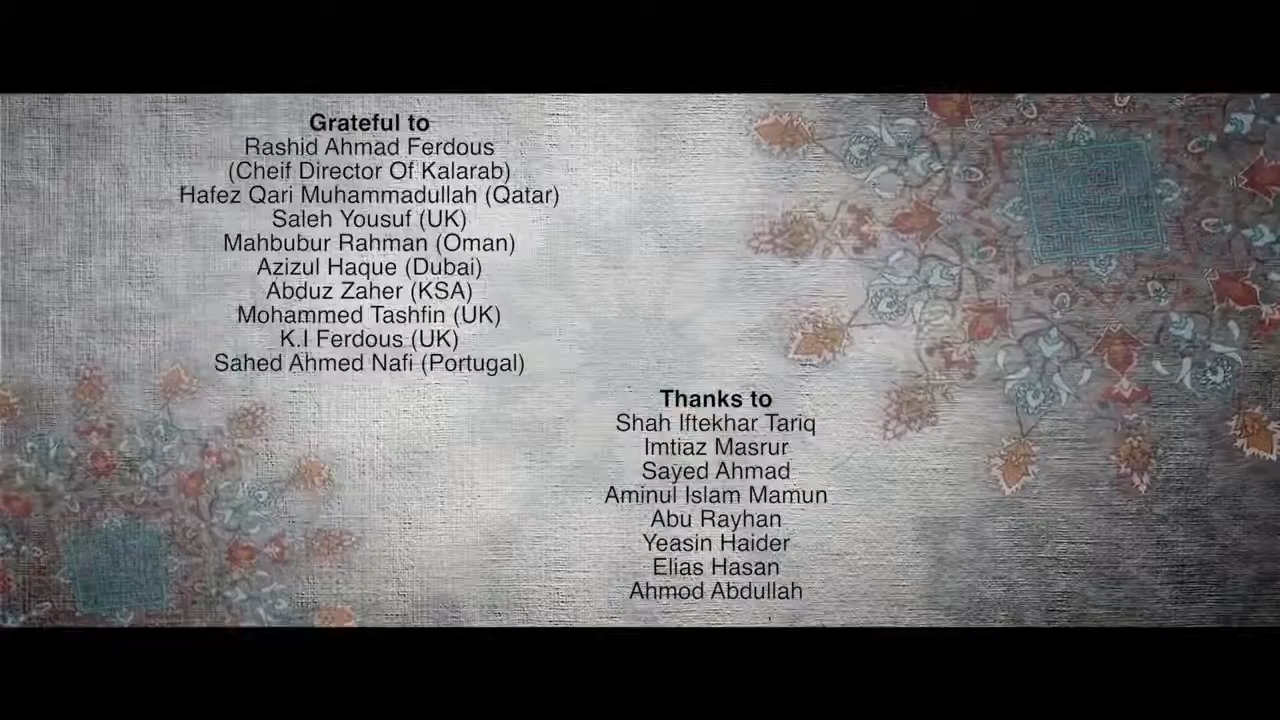 Grateful to
Rashid Ahmad Ferdous
(Cheif Director Of Kalarab)
Hafez Qari Muhammadullah (Qatar)
Saleh Yousuf (UK)
Mahbubur Rahman (Oman)
Azizul Haque (Dubai)
Abduz Zaher (KSA)
Mohammed Tashfin (UK)
K.I Ferdous (UK)
Sahed Ahmed Nafi (Portugal)
Thanks to
Shah Iftekhar Tariq
Imtiaz Masrur
Sayed Ahmad
Aminul Islam Mamun
Abu Rayhan
Yeasin Haider
Elias Hasan
Ahmod Abdullah